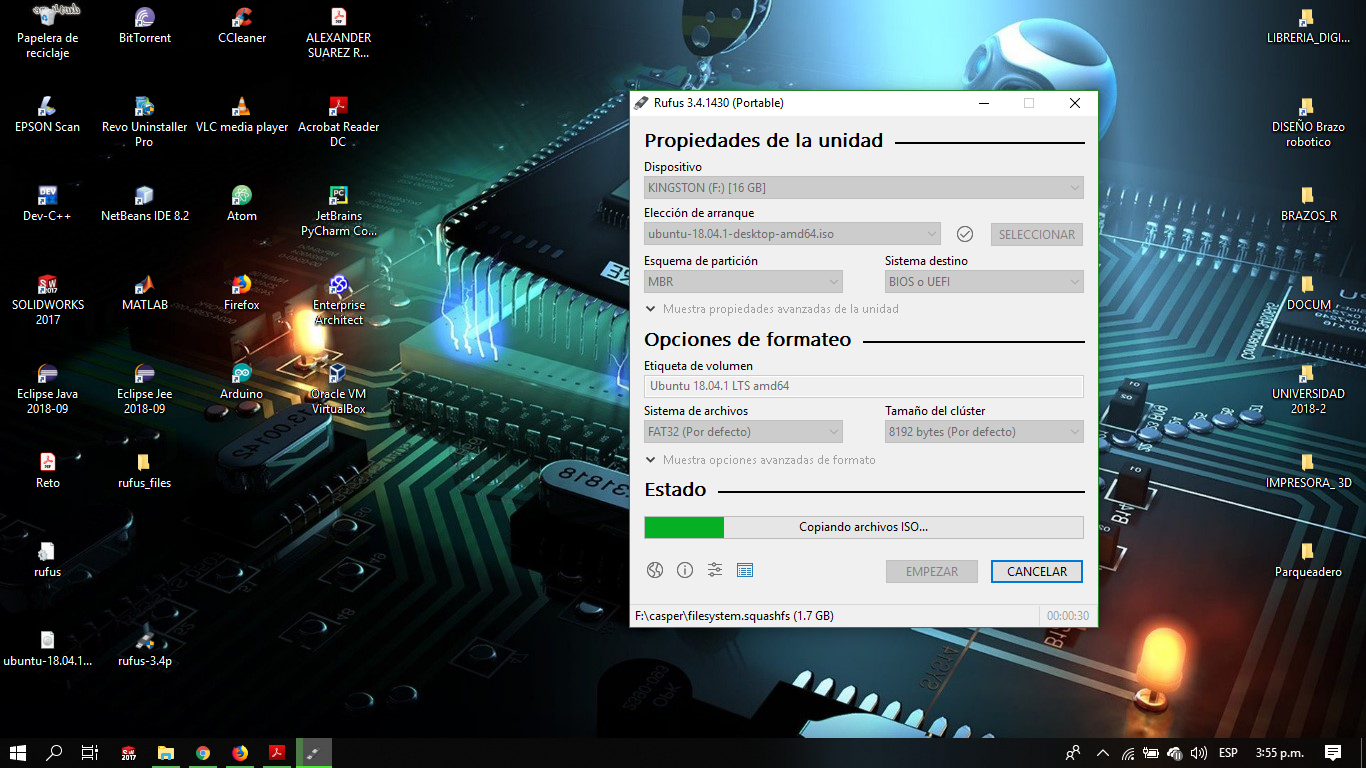 Papelera de
reciclaje
BitTorrent
CCleaner
ALEXANDER
SUAREZ R...
EPSON Scan
Revo Uninstaller
Pro
VLC media player
Acrobat Reader
DC
Dev-C++
NetBeans IDE 8.2
Atom
JetBrains
PyCharm Co...
SOLIDWORKS
2017
MATLAB
Firefox
Enterprise
Architect
Eclipse Java
2018-09
Eclipse Jee
2018-09
Arduino
Oracle VM
VirtualBox
Reto
rufus_files
rufus
ubuntu-18.04.1...
rufus-3.4p
Rufus 3.4.1430 (Portable)
Propiedades de la unidad
Dispositivo
KINGSTON (F:) [16 GB]
Elección de arranque
ubuntu-18.04.1-desktop-amd64.iso
SELECCIONAR
Esquema de partición
Sistema destino
MBR
BIOS o UEFI
Muestra propiedades avanzadas de la unidad
Opciones de formateo
Etiqueta de volumen
Ubuntu 18.04.1 LTS amd64
Sistema de archivos
Tamaño del clúster
FAT32 (Por defecto)
8192 bytes (Por defecto)
Muestra opciones avanzadas de formato
Estado
Copiando archivos ISO...
EMPEZAR
CANCELAR
F:\casper\filesystem.squashfs (1.7 GB)
00:00:30
LIBRERIA_DIGI...
DISEÑO Brazo
robotico
BRAZOS_R
DOCUM_
UNIVERSIDAD
2018-2
IMPRESORA_ 3D
Parqueadero
1818
ESP
3:55 p.m.